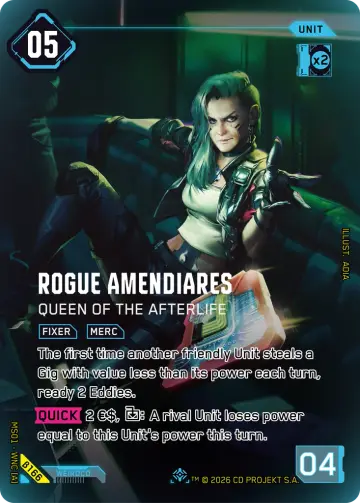 05
UNIT
x2
ILLUST. ADIA
ROGUE AMENDIARES
QUEEN OF THE AFTERLIFE
FIXER MERC
The first time another friendly Unit steals a
Gig with value less than its power each turn,
ready 2 Eddies.
QUICK 2 €$, : A rival Unit loses power
equal to this Unit's power this turn.
β166
™ © 2026 CD PROJEKT S.A.
04